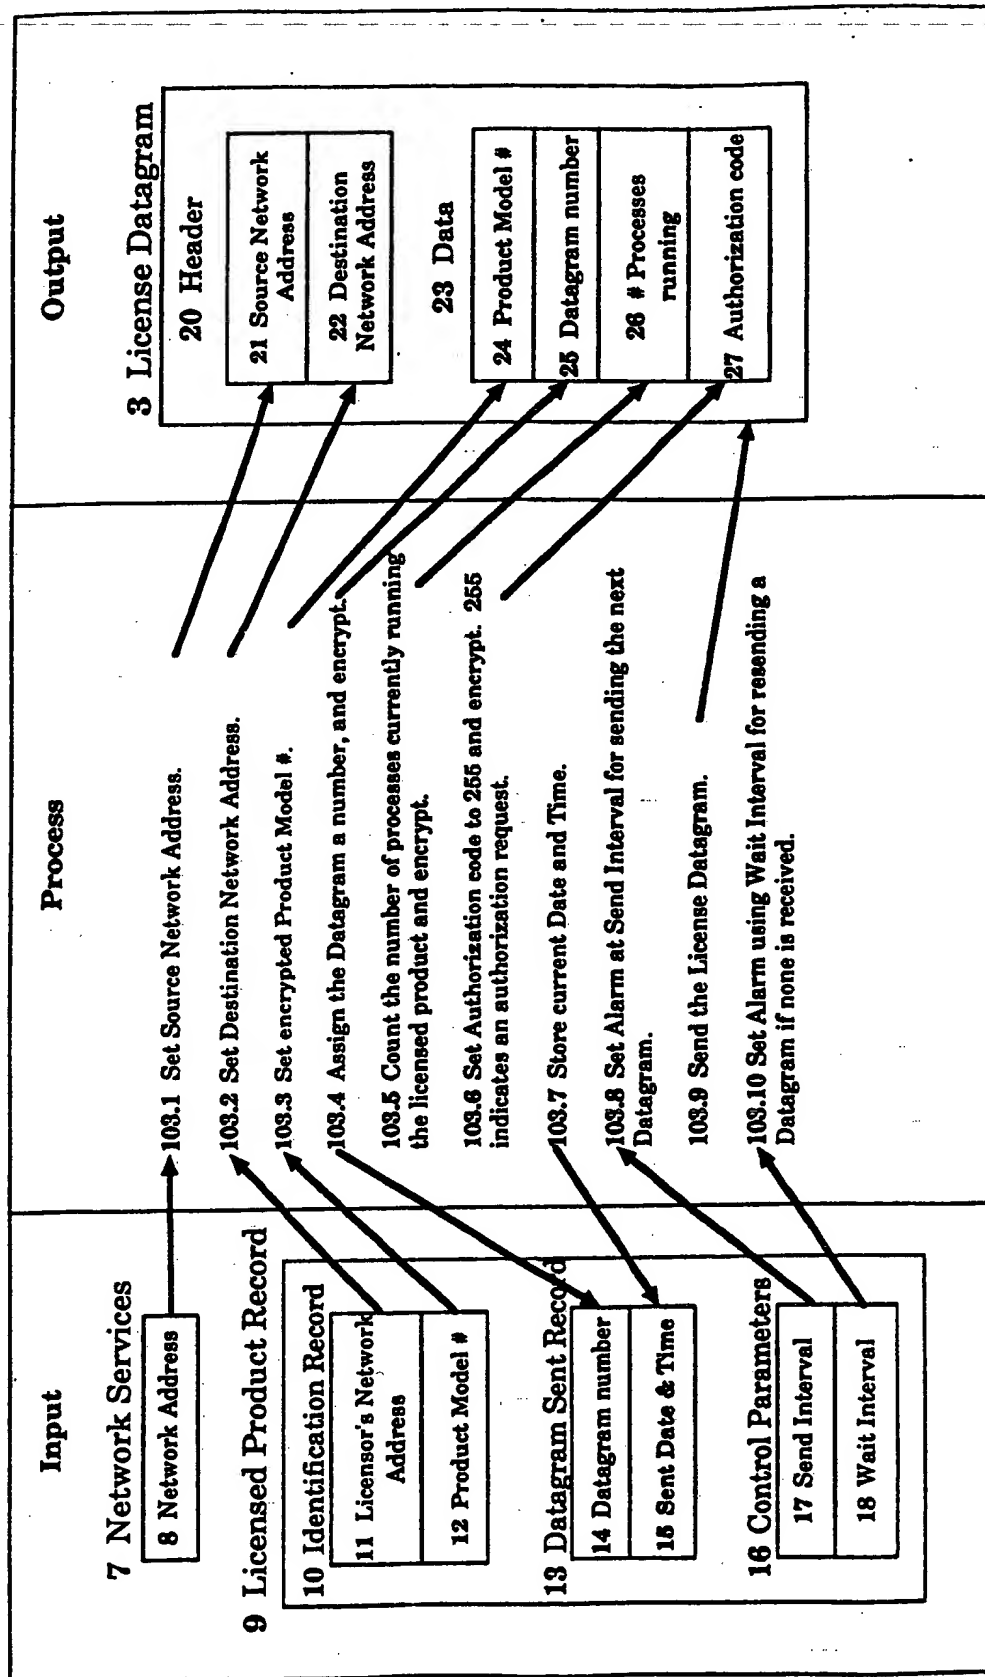 Input
7 Network Services
8 Network Address
9 Licensed Product Record
10 Identification Record
11 Licensor's Network
Address
12 Product Model #
13 Datagram Sent Record
14 Datagram number
15 Sent Date & Time
16 Control Parameters
17 Send Interval
18 Wait Interval
Process
103.1 Set Source Network Address.
103.2 Set Destination Network Address.
103.3 Set encrypted Product Model #.
103.4 Assign the Datagram a number, and encrypt.
103.5 Count the number of processes currently running
the licensed product and encrypt.
103.6 Set Authorization code to 255 and encrypt. 255
indicates an authorization request.
103.7 Store current Date and Time.
103.8 Set Alarm at Send Interval for sending the next
Datagram.
103.9 Send the License Datagram.
103.10 Set Alarm using Wait Interval for resending a
Datagram if none is received.
Output
3 License Datagram
20 Header
21 Source Network
Address
22 Destination
Network Address
23 Data
24 Product Model #
25 Datagram number
26 # Processes
running
27 Authorization code